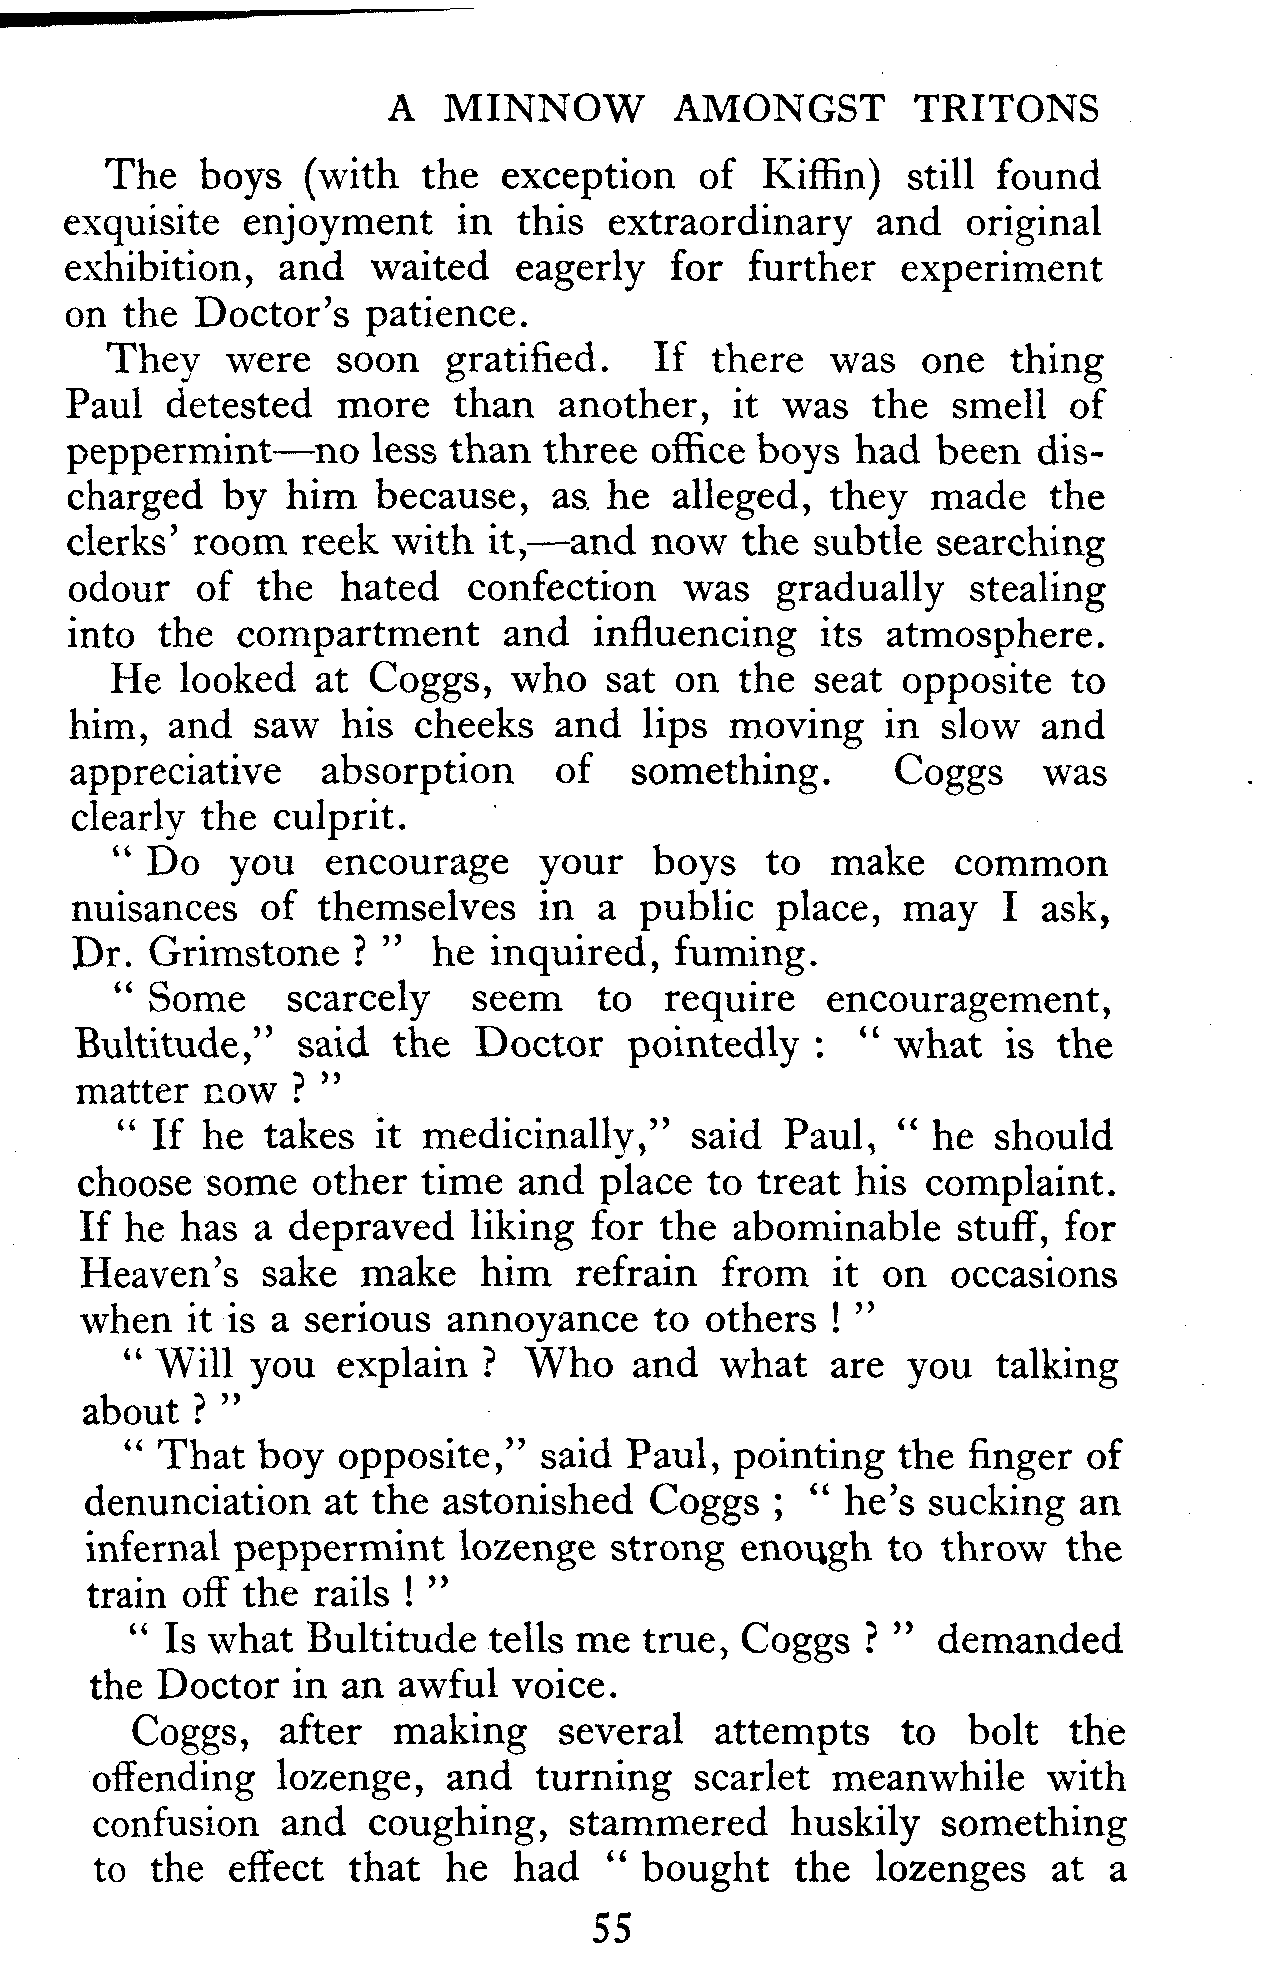 A MINNOW AMONGST TRITONS
The boys (with the exception of Kiffin) still found
exquisite enjoyment in this extraordinary and original
exhibition, and waited eagerly for further experiment
on the Doctor's patience.
They were soon gratified. If there was one thing
Paul detested more than another, it was the smell of
peppermint—no less than three office boys had been dis-
charged by him because, as he alleged, they made the
clerks' room reek with it,—and now the subtle searching
odour of the hated confection was gradually stealing
into the compartment and influencing its atmosphere.
He looked at Coggs, who sat on the seat opposite to
him, and saw his cheeks and lips moving in slow and
appreciative absorption of something. Coggs was
clearly the culprit.
“ Do you encourage your boys to make common
nuisances of themselves in a public place, may I ask,
Dr. Grimstone ? ” he inquired, fuming.
“ Some scarcely seem to require encouragement,
Bultitude,” said the Doctor pointedly : “ what is the
matter now ? ”
“ If he takes it medicinally,” said Paul, “ he should
choose some other time and place to treat his complaint.
If he has a depraved liking for the abominable stuff, for
Heaven's sake make him refrain from it on occasions
when it is a serious annoyance to others ! ”
“ Will you explain ? Who and what are you talking
about ? ”
“ That boy opposite,” said Paul, pointing the finger of
denunciation at the astonished Coggs ; “ he's sucking an
infernal peppermint lozenge strong enough to throw the
train off the rails ! ”
“ Is what Bultitude tells me true, Coggs ? ” demanded
the Doctor in an awful voice.
Coggs, after making several attempts to bolt the
offending lozenge, and turning scarlet meanwhile with
confusion and coughing, stammered huskily something
to the effect that he had “ bought the lozenges at a
55